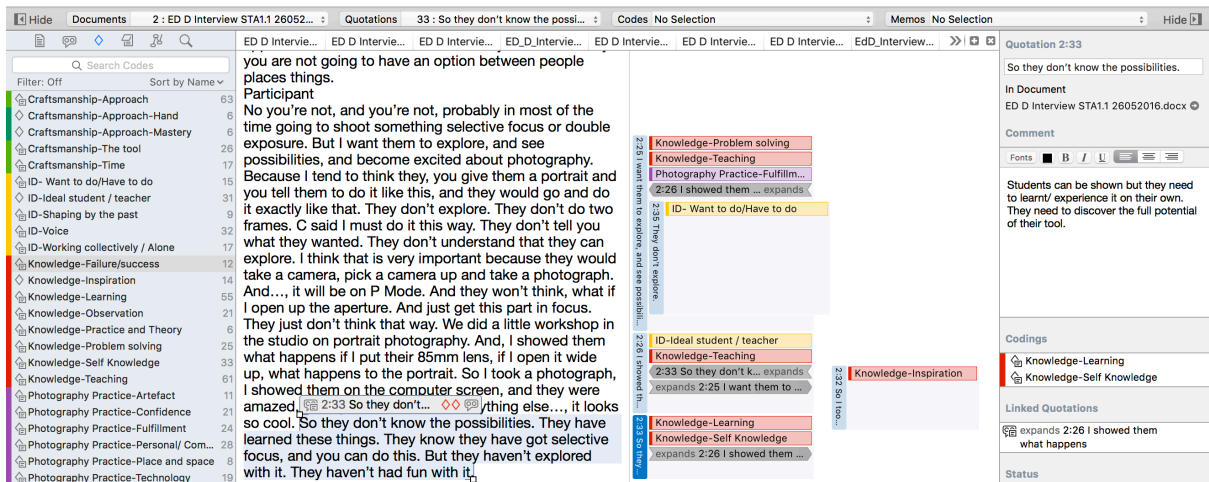 Hide Documents 2 : ED D Interview STA1.1 26052... Quotations 33 : So they don't know the possi... Codes No Selection Memos No Selection Hide
Search Codes
Filter: Off Sort by Name
Craftsmanship-Approach 63
Craftsmanship-Approach-Hand 6
Craftsmanship-Approach-Mastery 6
Craftsmanship-The tool 26
Craftsmanship-Time 17
ID- Want to do/Have to do 15
ID-Ideal student / teacher 31
ID-Shaping by the past 9
ID-Voice 32
ID-Working collectively / Alone 17
Knowledge-Failure/success 12
Knowledge-Inspiration 14
Knowledge-Learning 55
Knowledge-Observation 21
Knowledge-Practice and Theory 6
Knowledge-Problem solving 25
Knowledge-Self Knowledge 33
Knowledge-Teaching 61
Photography Practice-Artefact 11
Photography Practice-Confidence 21
Photography Practice-Fulfillment 24
Photography Practice-Personal/ Com... 28
Photography Practice-Place and space 8
Photography Practice-Technology 19
ED D Intervie... ED D Intervie... ED D Intervie... ED_D_Intervie... ED D Intervie... ED D Intervie... ED D Intervie... EdD_Interview...
you are not going to have an option between people
places things.
Participant
No you're not, and you're not, probably in most of the
time going to shoot something selective focus or double
exposure. But I want them to explore, and see
possibilities, and become excited about photography.
Because I tend to think they, you give them a portrait and
you tell them to do it like this, and they would go and do
it exactly like that. They don't explore. They don't do two
frames. C said I must do it this way. They don't tell you
what they wanted. They don't understand that they can
explore. I think that is very important because they would
take a camera, pick a camera up and take a photograph.
And…, it will be on P Mode. And they won't think, what if
I open up the aperture. And just get this part in focus.
They just don't think that way. We did a little workshop in
the studio on portrait photography. And, I showed them
what happens if I put their 85mm lens, if I open it wide
up, what happens to the portrait. So I took a photograph,
I showed them on the computer screen, and they were
amazed ything else…, it looks
2:33 So they don't...
so cool. So they don't know the possibilities. They have
learned these things. They know they have got selective
focus, and you can do this. But they haven't explored
with it. They haven't had fun with it.
2:25 I want them to explore, and see possibili...
Knowledge-Problem solving
Knowledge-Teaching
Photography Practice-Fulfillm...
2:26 I showed them ... expands
2:35 They don't explore.
ID- Want to do/Have to do
2:26 I showed th...
ID-Ideal student / teacher
Knowledge-Teaching
2:33 So they don't k... expands
expands 2:25 I want them to ...
2:32 So I too...
Knowledge-Inspiration
2:33 So they...
Knowledge-Learning
Knowledge-Self Knowledge
expands 2:26 I showed them ...
Quotation 2:33
So they don't know the possibilities.
In Document
ED D Interview STA1.1 26052016.docx
Comment
Fonts B I U
Students can be shown but they need
to learnt/ experience it on their own.
They need to discover the full potential
of their tool.
Codings
Knowledge-Learning
Knowledge-Self Knowledge
Linked Quotations
expands 2:26 I showed them
what happens
Status